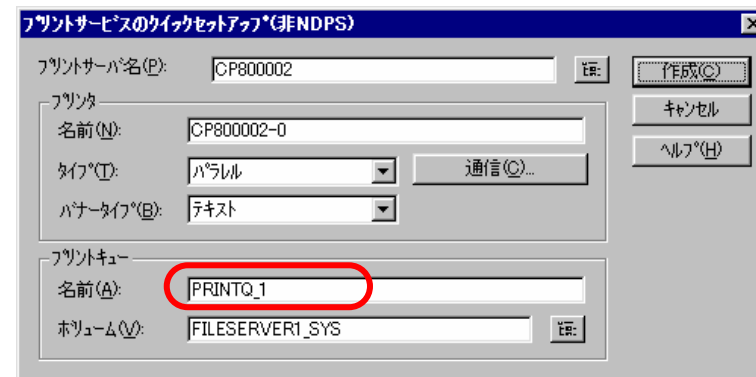 プリントサービスのクイックセットアップ(非NDPS)
プリントサーバ名(P): CP800002
作成(C)
プリンタ
キャンセル
名前(N): CP800002-0
ヘルプ(H)
タイプ(T): パラレル 通信(C)...
バナータイプ(B): テキスト
プリントキュー
名前(A): PRINTQ_1
ボリューム(V): FILESERVER1_SYS